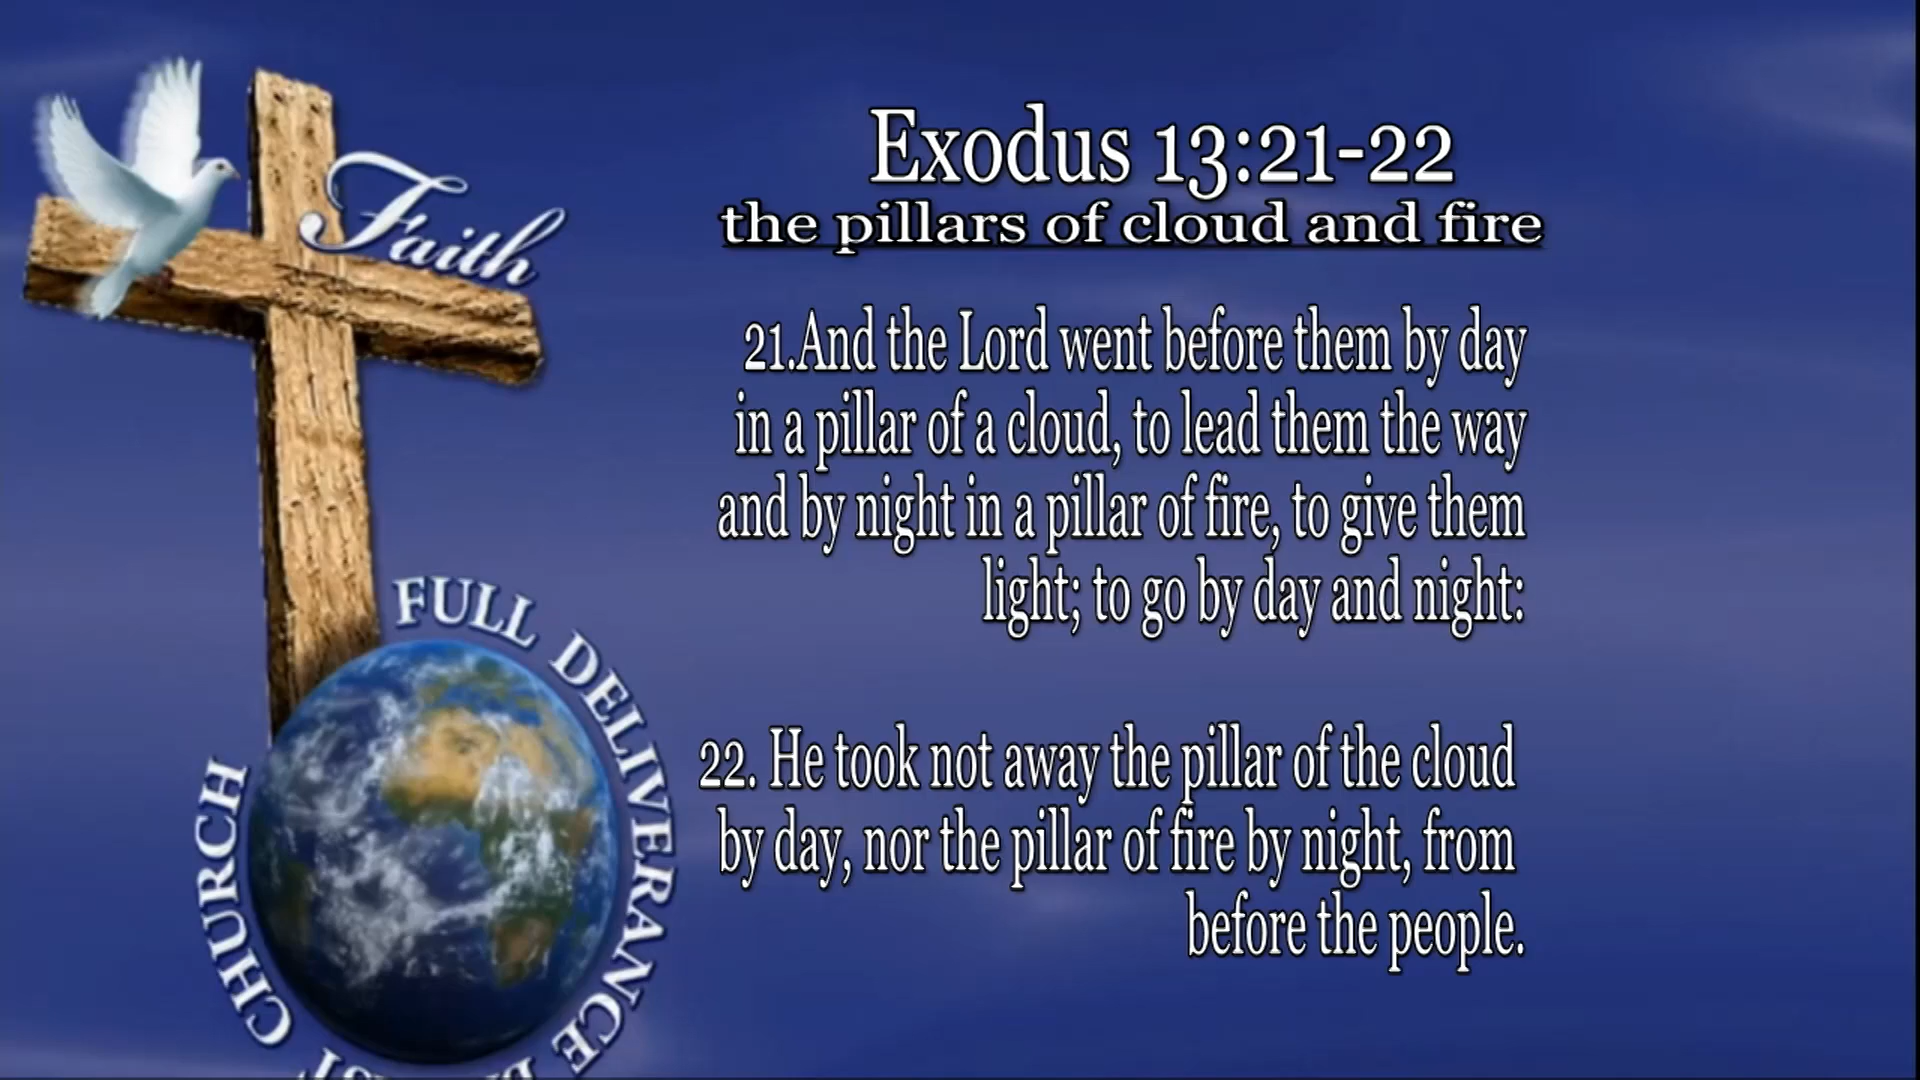 Faith
FULL DELIVERANCE
CHURCH
Exodus 13:21-22
the pillars of cloud and fire
21.And the Lord went before them by day
in a pillar of a cloud, to lead them the way
and by night in a pillar of fire, to give them
light; to go by day and night:
22. He took not away the pillar of the cloud
by day, nor the pillar of fire by night, from
before the people.